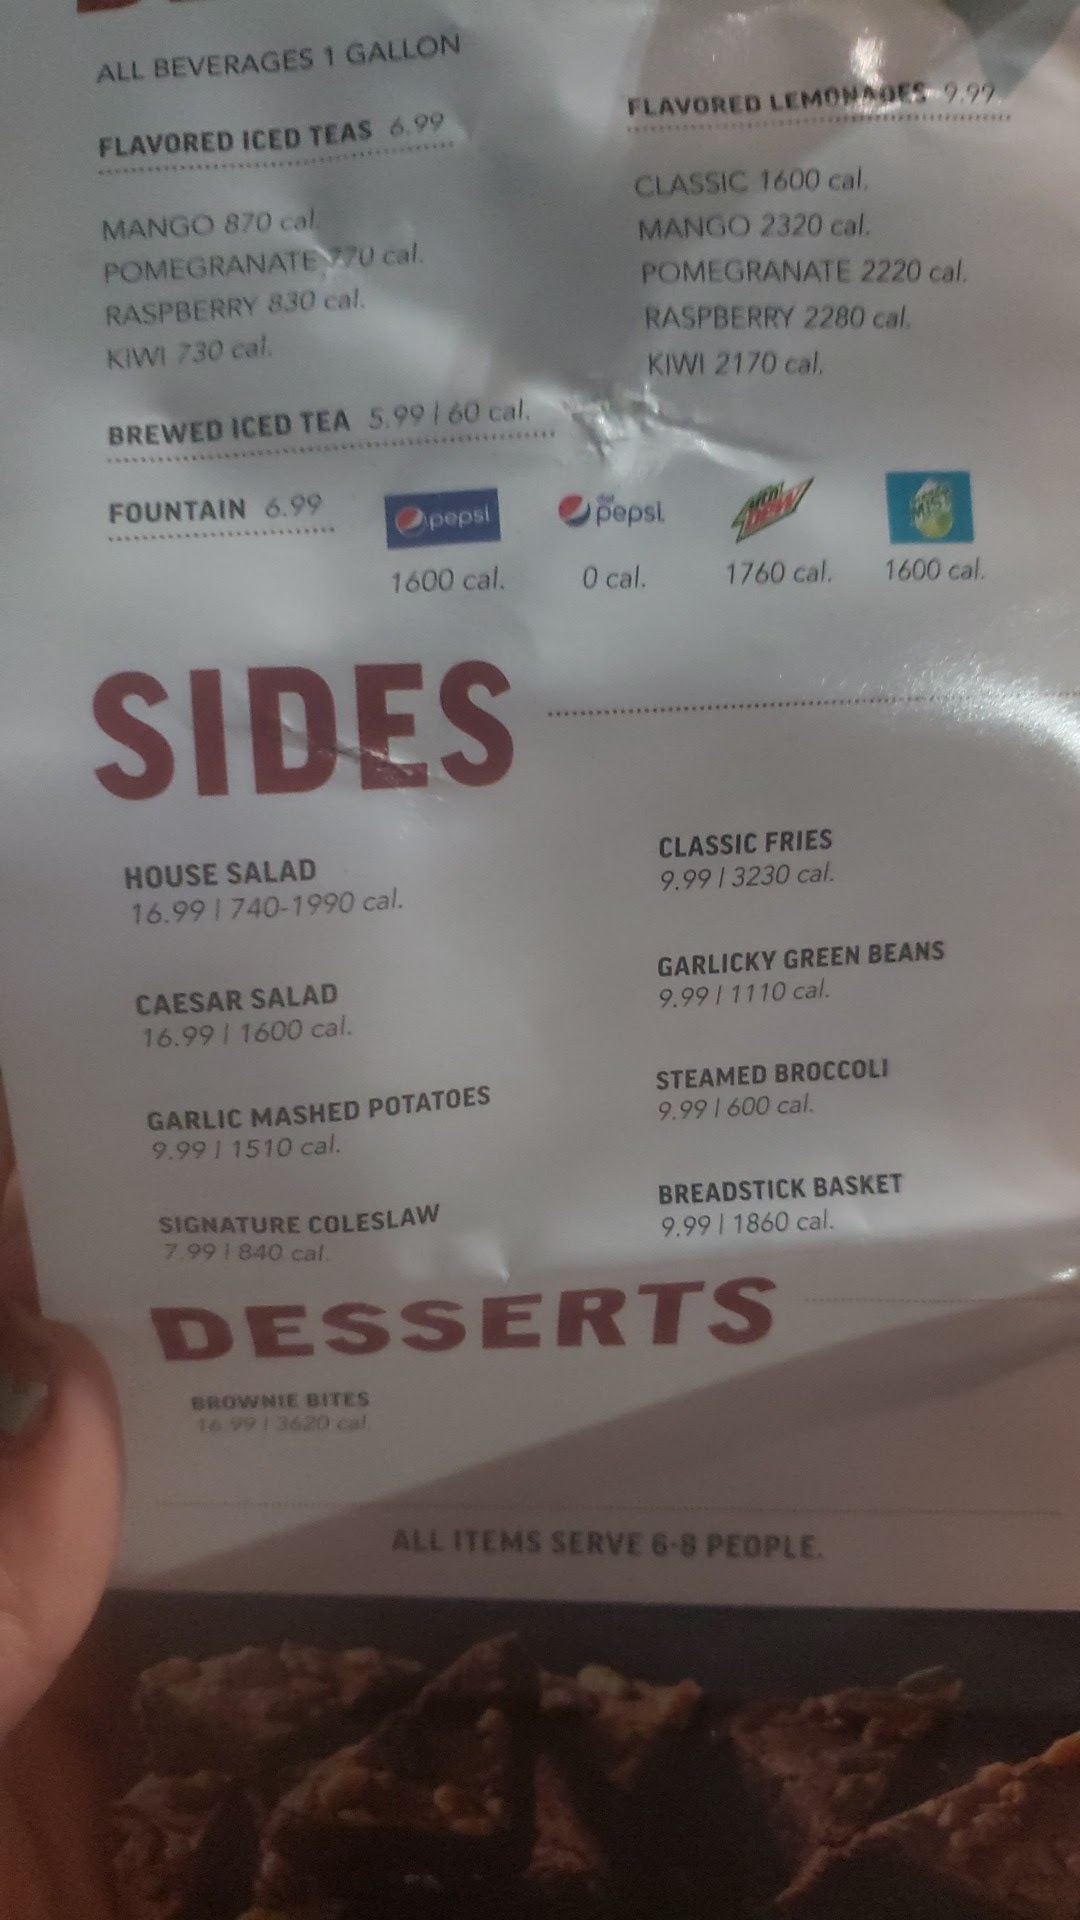 ALL BEVERAGES 1 GALLON
FLAVORED ICED TEAS 6.99
MANGO 870 cal.
POMEGRANATE 770 cal.
RASPBERRY 830 cal.
KIWI 730 cal.
BREWED ICED TEA 5.99 | 60 cal.
FLAVORED LEMONADES 9.99
CLASSIC 1600 cal.
MANGO 2320 cal.
POMEGRANATE 2220 cal.
RASPBERRY 2280 cal.
KIWI 2170 cal.
FOUNTAIN 6.99
pepsi
1600 cal.
diet pepsi
0 cal.
Mtn DEW
1760 cal.
MIST
1600 cal.
SIDES
HOUSE SALAD
16.99 | 740-1990 cal.
CAESAR SALAD
16.99 | 1600 cal.
GARLIC MASHED POTATOES
9.99 | 1510 cal.
SIGNATURE COLESLAW
7.99 | 840 cal.
CLASSIC FRIES
9.99 | 3230 cal.
GARLICKY GREEN BEANS
9.99 | 1110 cal.
STEAMED BROCCOLI
9.99 | 600 cal.
BREADSTICK BASKET
9.99 | 1860 cal.
DESSERTS
BROWNIE BITES
16.99 | 3620 cal.
ALL ITEMS SERVE 6-8 PEOPLE.